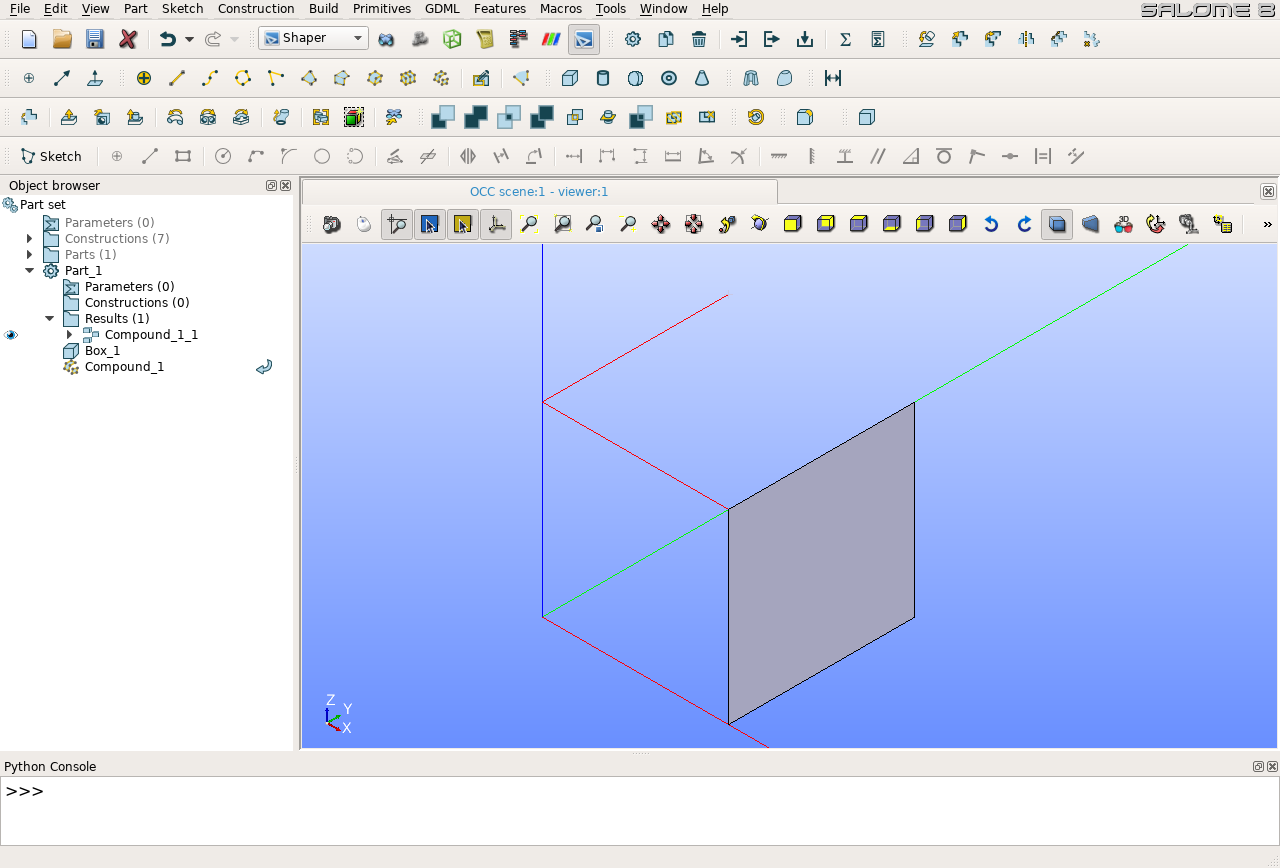 File Edit View Part Sketch Construction Build Primitives GDML Features Macros Tools Window Help
SALOME 8
Shaper
Sketch
Object browser
OCC scene:1 - viewer:1
Part set
Parameters (0)
Constructions (7)
Parts (1)
Part_1
Parameters (0)
Constructions (0)
Results (1)
Compound_1_1
Box_1
Compound_1
Z
Y
X
Python Console
>>>